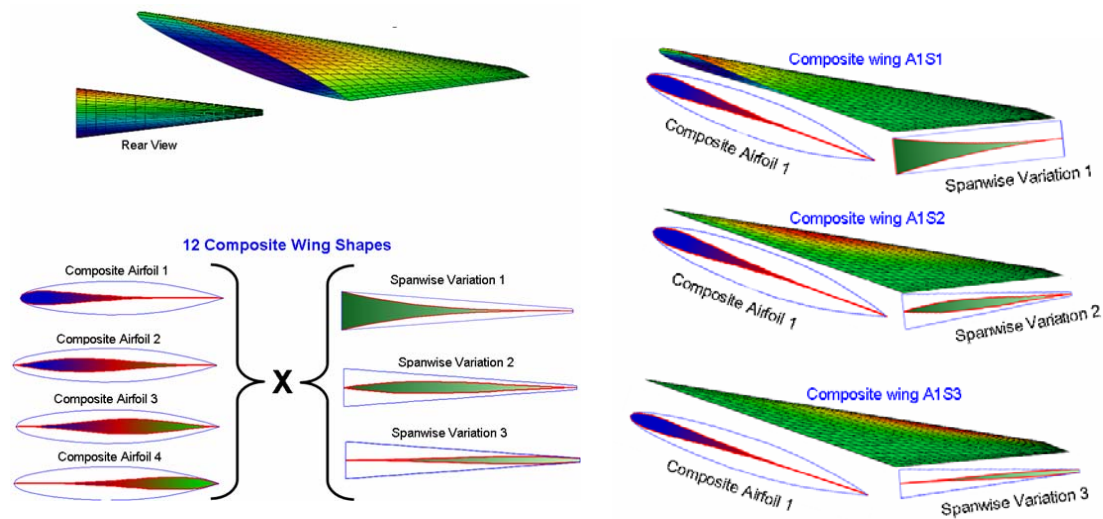 Rear View
12 Composite Wing Shapes
Composite Airfoil 1
Composite Airfoil 2
Composite Airfoil 3
Composite Airfoil 4
X
Spanwise Variation 1
Spanwise Variation 2
Spanwise Variation 3
Composite wing A1S1
Composite Airfoil 1
Spanwise Variation 1
Composite wing A1S2
Composite Airfoil 1
Spanwise Variation 2
Composite wing A1S3
Composite Airfoil 1
Spanwise Variation 3